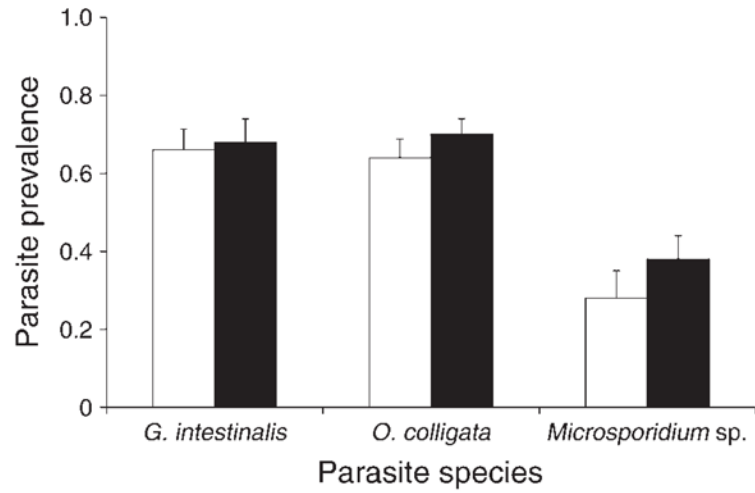 Parasite prevalence
1.0
0.8
0.6
0.4
0.2
0
G. intestinalis O. colligata Microsporidium sp.
Parasite species